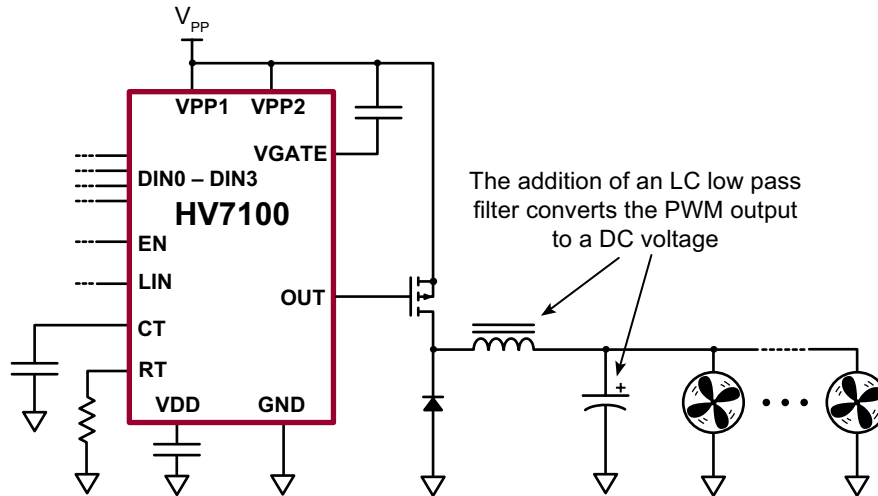 VPP
VPP1
VPP2
VGATE
DIN0 – DIN3
HV7100
EN
LIN
OUT
CT
RT
VDD
GND
The addition of an LC low pass
filter converts the PWM output
to a DC voltage
+